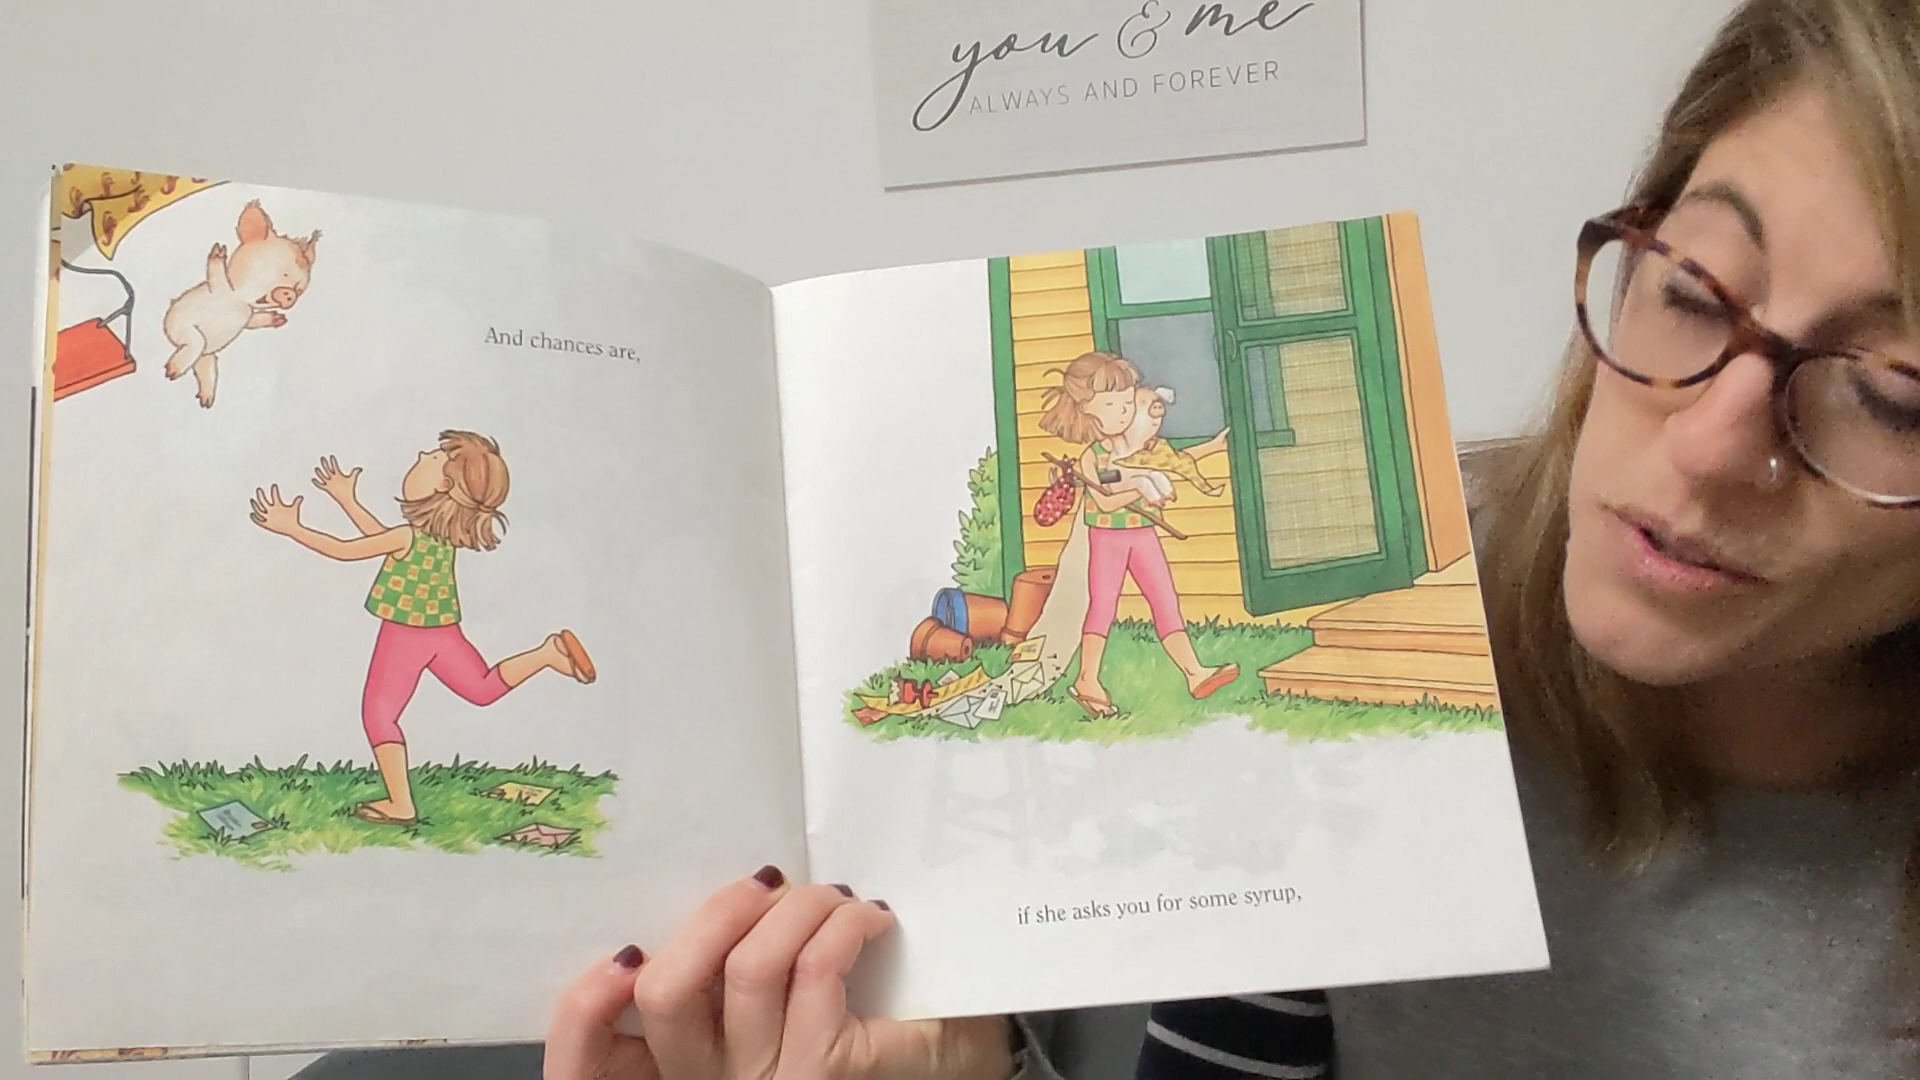 you & me
ALWAYS AND FOREVER
And chances are,
if she asks you for some syrup,